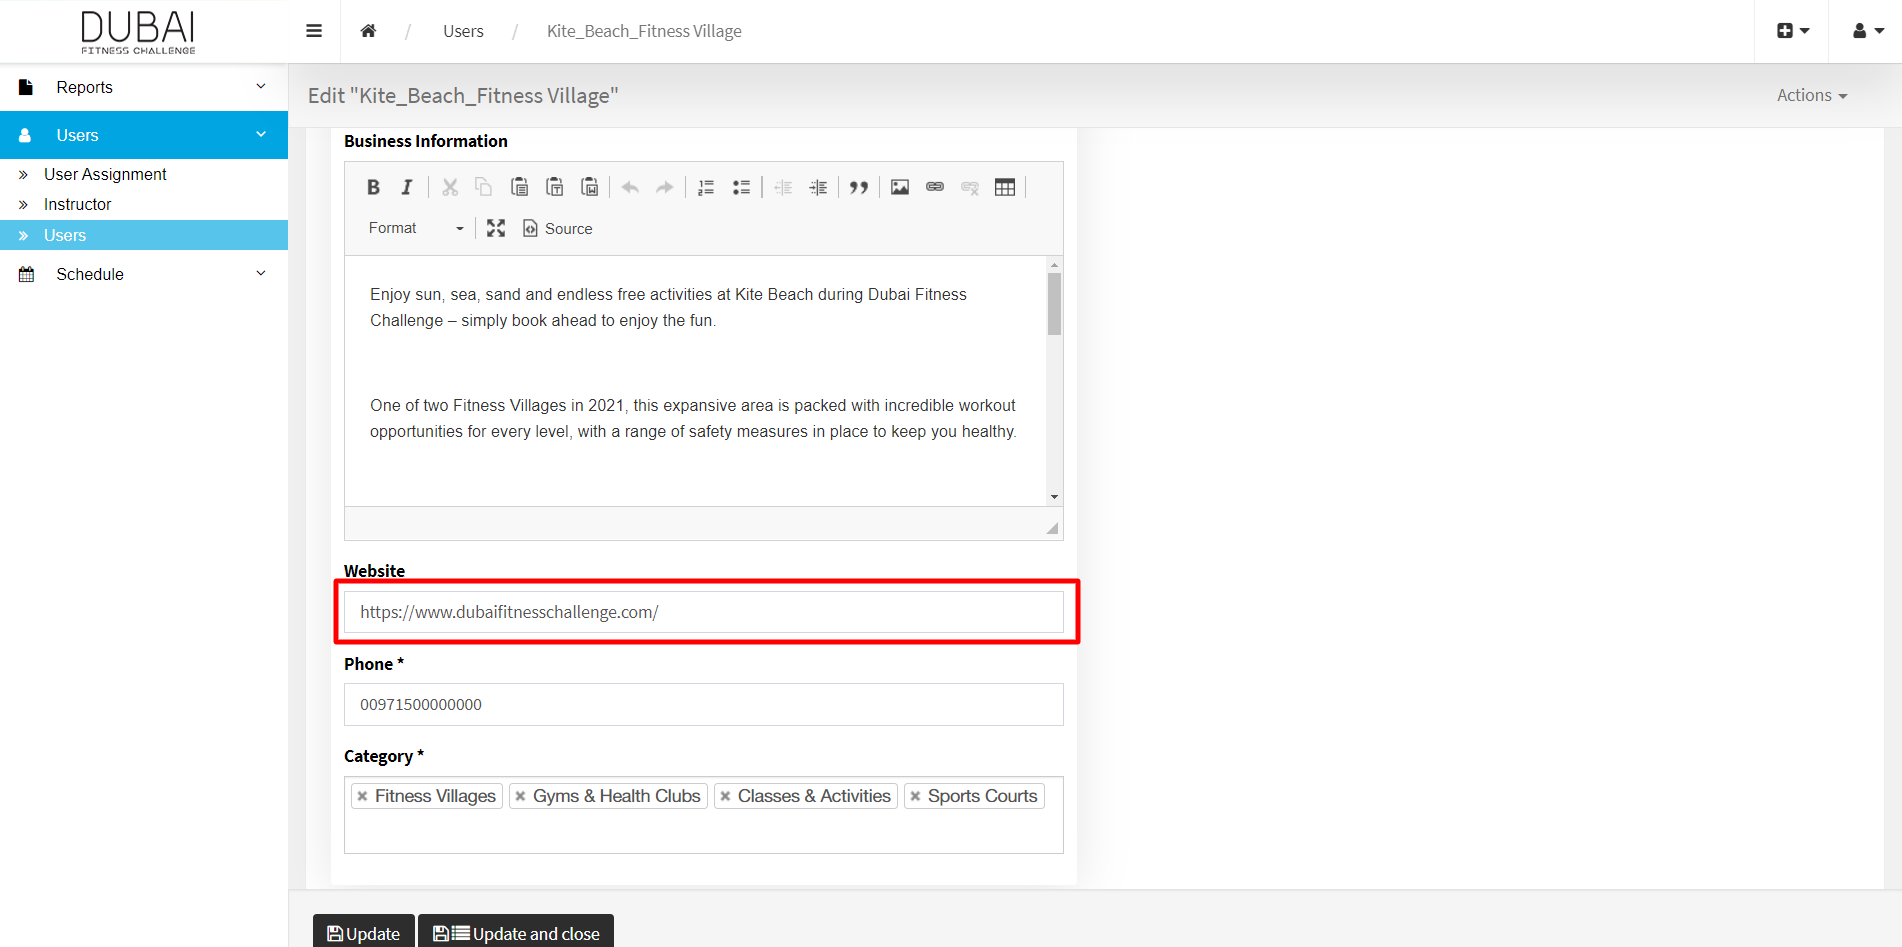 DUBAI
FITNESS CHALLENGE
/ Users / Kite_Beach_Fitness Village
Reports
Users
User Assignment
Instructor
Users
Schedule
Edit "Kite_Beach_Fitness Village"
Actions
Business Information
B I
Format
Source
Enjoy sun, sea, sand and endless free activities at Kite Beach during Dubai Fitness
Challenge – simply book ahead to enjoy the fun.
One of two Fitness Villages in 2021, this expansive area is packed with incredible workout
opportunities for every level, with a range of safety measures in place to keep you healthy.
Website
https://www.dubaifitnesschallenge.com/
Phone *
00971500000000
Category *
× Fitness Villages × Gyms & Health Clubs × Classes & Activities × Sports Courts
Update Update and close